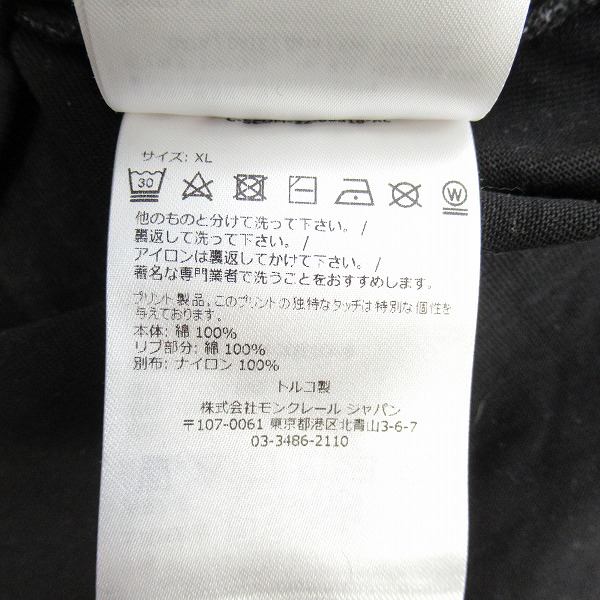 サイズ: XL
30
W
他のものと分けて洗って下さい。/
裏返して洗って下さい。/
アイロンは裏返してかけて下さい。/
著名な専門業者で洗うことをおすすめします。
プリント製品。このプリントの独特なタッチは特別な個性を
与えております。
本体: 綿 100%
リブ部分: 綿 100%
別布: ナイロン 100%
トルコ製
株式会社モンクレール ジャパン
〒107-0061 東京都港区北青山3-6-7
03-3486-2110